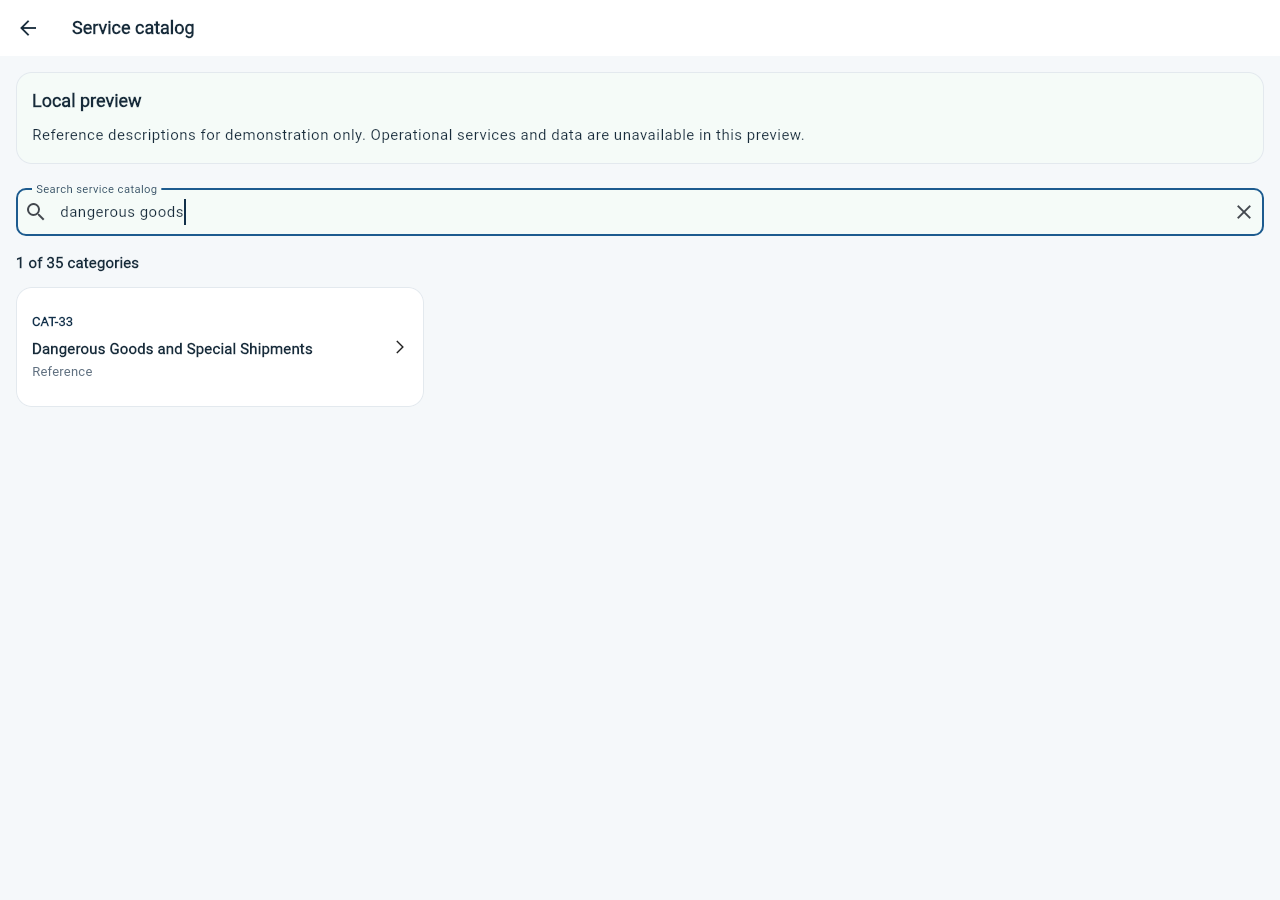 Service catalog
Local preview
Reference descriptions for demonstration only. Operational services and data are unavailable in this preview.
Search service catalog
dangerous goods
1 of 35 categories
CAT-33
Dangerous Goods and Special Shipments
Reference